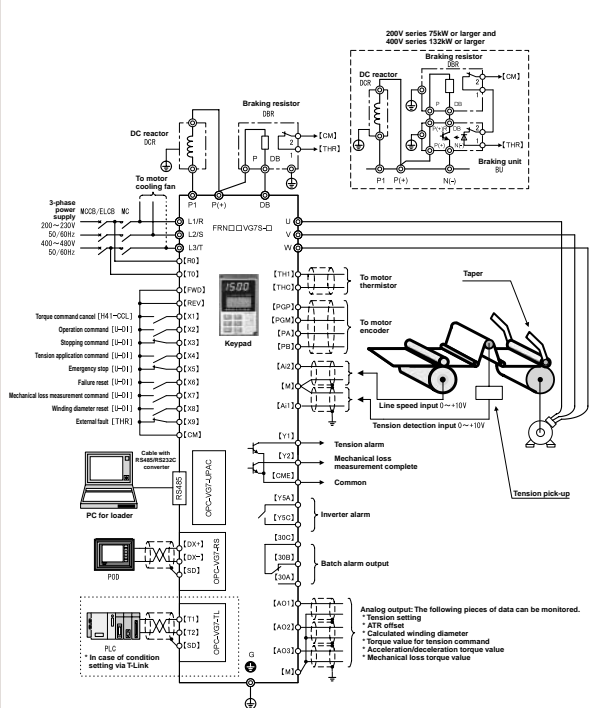 200V series 75kW or larger and
400V series 132kW or larger
Braking resistor
DBR
DC reactor
DCR
[CM]
2
1
P
DB
P(+)R
DB
P(+)
N(-)
[THR]
Braking unit
BU
P1
P(+)
N(-)
Braking resistor
DBR
DC reactor
DCR
2
1
[CM]
[THR]
P
DB
To motor
cooling fan
P1
P(+)
DB
3-phase
power
supply
MCCB/ELCB
MC
200~230V
50/60Hz
400~480V
50/60Hz
L1/R
L2/S
L3/T
FRN□□VG7S-□
U
V
W
[R0]
[T0]
[FWD]
[REV]
Torque command cancel [H41-CCL]
[X1]
Operation command [U-DI]
[X2]
Stopping command [U-DI]
[X3]
Tension application command [U-DI]
[X4]
Emergency stop [U-DI]
[X5]
Failure reset [U-DI]
[X6]
Mechanical loss measurement command [U-DI]
[X7]
Winding diameter reset [U-DI]
[X8]
External fault [THR]
[X9]
[CM]
1500
Keypad
[TH1]
[THC]
To motor
thermistor
[PGP]
[PGM]
[PA]
[PB]
To motor
encoder
[Ai2]
[M]
[Ai1]
Line speed input 0~+10V
Tension detection input 0~+10V
Taper
Tension pick-up
[Y1]
Tension alarm
[Y2]
Mechanical loss
measurement complete
[CME]
Common
[Y5A]
[Y5C]
Inverter alarm
[30C]
[30B]
[30A]
Batch alarm output
Cable with
RS485/RS232C
converter
RS485
OPC-VG7-UPAC
PC for loader
[DX+]
[DX-]
[SD]
OPC-VG7-RS
POD
[T1]
[T2]
[SD]
OPC-VG7-TL
PLC
* In case of condition
setting via T-Link
G
[AO1]
[AO2]
[AO3]
[M]
Analog output: The following pieces of data can be monitored.
* Tension setting
* ATR offset
* Calculated winding diameter
* Torque value for tension command
* Acceleration/deceleration torque value
* Mechanical loss torque value